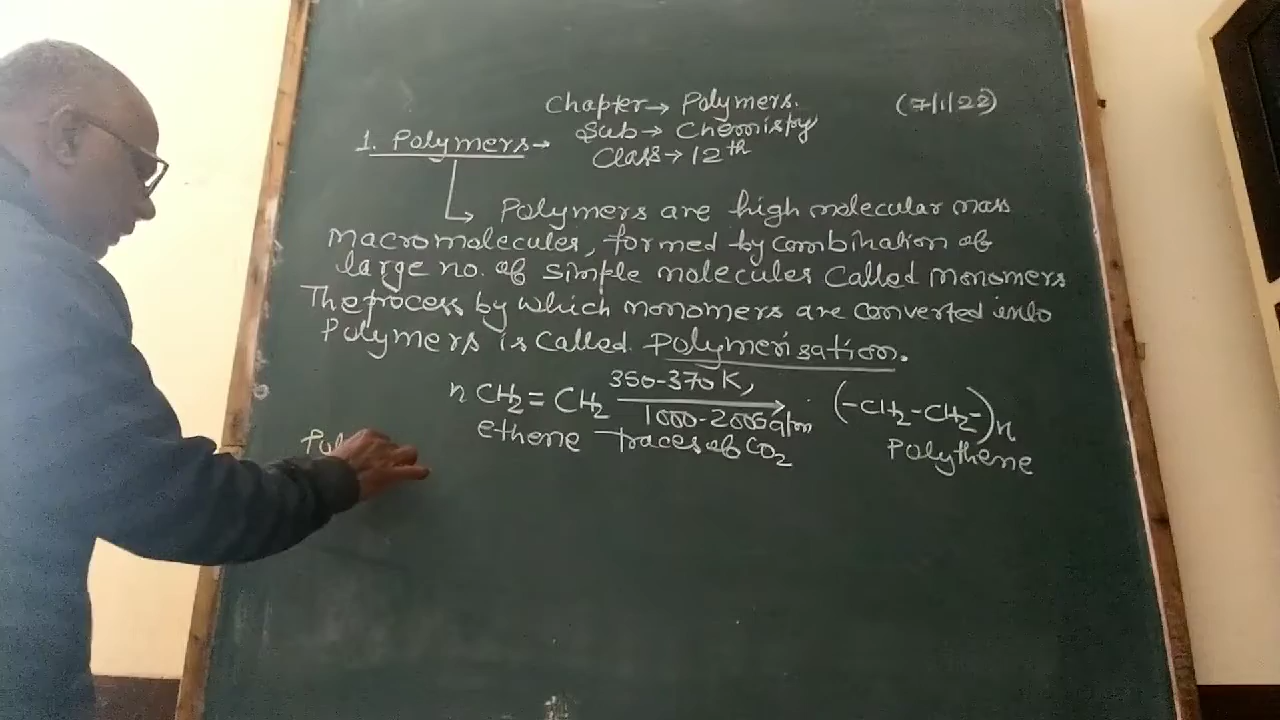 Chapter → Polymers. (7/1/22)
Sub → Chemistry
1. Polymers →
Class → 12th
Polymers are high molecular mass
macromolecules, formed by combination of
large no. of simple molecules called monomers
The process by which monomers are converted into
Polymers is called Polymerisation.
n CH2 = CH2 350-370 K, (-CH2-CH2-)n
1000-2000 atm
ethene traces of CO2 Polythene